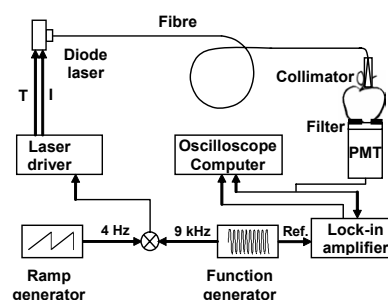 Fibre
Diode
laser
Collimator
T
I
Filter
PMT
Laser
driver
Oscilloscope
Computer
4 Hz
9 kHz
Ref.
Lock-in
amplifier
Ramp
generator
Function
generator